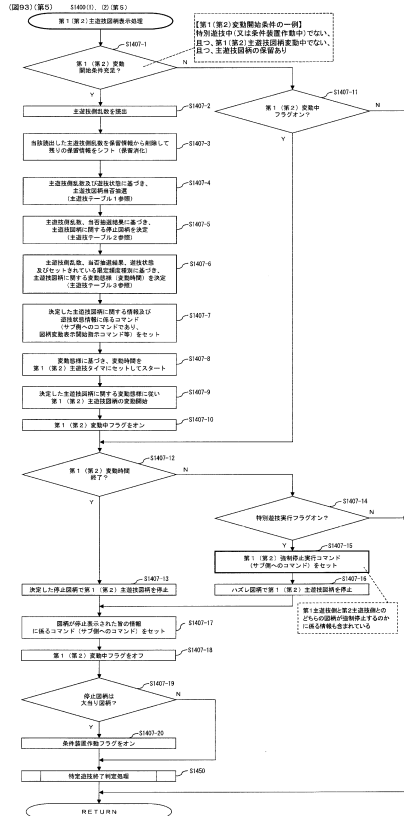 (図93) (第5)
S1400(1), (2) (第5)
第1(第2)主遊技図柄表示処理
【第1(第2)変動開始条件の一例】
特別遊技中(又は条件装置作動中)でない、
且つ、第1(第2)主遊技図柄変動中でない、
且つ、主遊技図柄の保留あり
S1407-1
第1(第2)変動
開始条件充足?
N
Y
S1407-11
第1(第2)変動中
フラグオン?
N
Y
主遊技側乱数を読出
S1407-2
当該読出した主遊技側乱数を保留情報から削除して
残りの保留情報をシフト(保留消化)
S1407-3
主遊技側乱数及び遊技状態に基づき、
主遊技図柄当否抽選
(主遊技テーブル1参照)
S1407-4
主遊技側乱数、当否抽選結果に基づき、
主遊技図柄に関する停止図柄を決定
(主遊技テーブル2参照)
S1407-5
主遊技側乱数、当否抽選結果、遊技状態
及びセットされている限定頻度種別に基づき、
主遊技図柄に関する変動態様(変動時間)を決定
(主遊技テーブル3参照)
S1407-6
決定した主遊技図柄に関する情報及び
遊技状態情報に係るコマンド
(サブ側へのコマンドであり、
図柄変動表示開始指示コマンド等)をセット
S1407-7
変動態様に基づき、変動時間を
第1(第2)主遊技タイマにセットしてスタート
S1407-8
決定した主遊技図柄に関する変動態様に従い
第1(第2)主遊技図柄の変動開始
S1407-9
第1(第2)変動中フラグをオン
S1407-10
S1407-12
第1(第2)変動時間
終了?
N
Y
S1407-14
特別遊技実行フラグオン?
N
Y
S1407-15
第1(第2)強制停止実行コマンド
(サブ側へのコマンド)をセット
S1407-13
決定した停止図柄で第1(第2)主遊技図柄を停止
S1407-16
ハズレ図柄で第1(第2)主遊技図柄を停止
第1主遊技側と第2主遊技側との
どちらの図柄が強制停止するのか
に係る情報も含まれている
図柄が停止表示された旨の情報
に係るコマンド(サブ側へのコマンド)をセット
S1407-17
第1(第2)変動中フラグをオフ
S1407-18
S1407-19
停止図柄は
大当り図柄?
N
Y
S1407-20
条件装置作動フラグをオン
特定遊技終了判定処理
S1450
RETURN